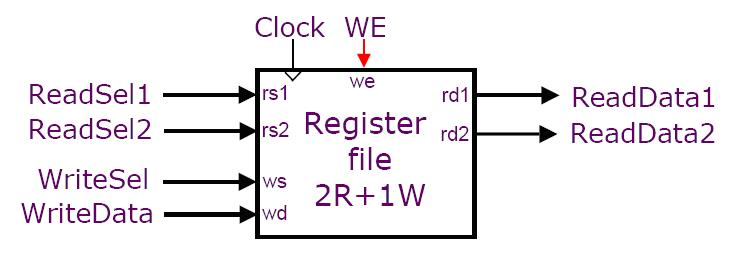 Clock WE
we
ReadSel1 rs1 rd1 ReadData1
ReadSel2 rs2 Register rd2 ReadData2
file
WriteSel ws 2R+1W
WriteData wd